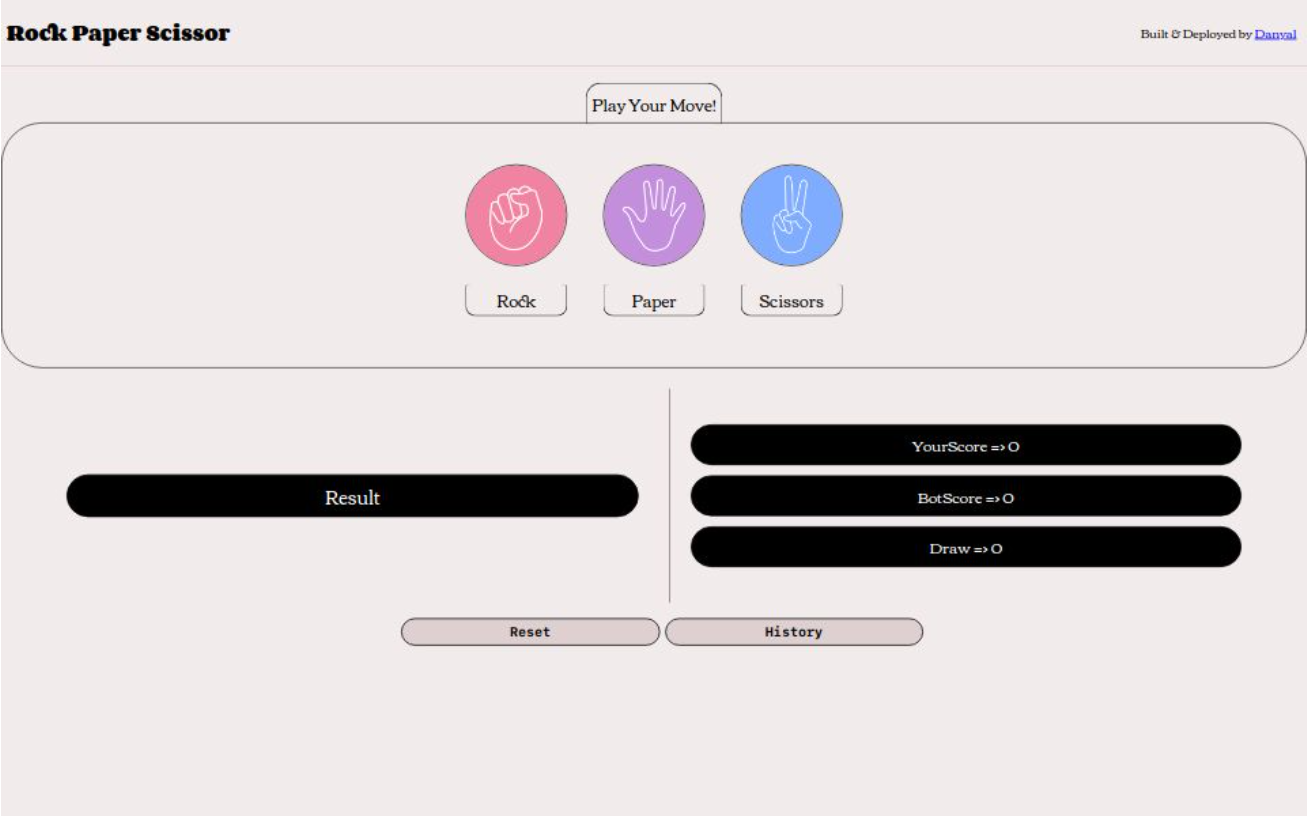 Rock Paper Scissor
Built & Deployed by Danyal
Play Your Move!
Rock
Paper
Scissors
Result
YourScore => 0
BotScore => 0
Draw => 0
Reset
History